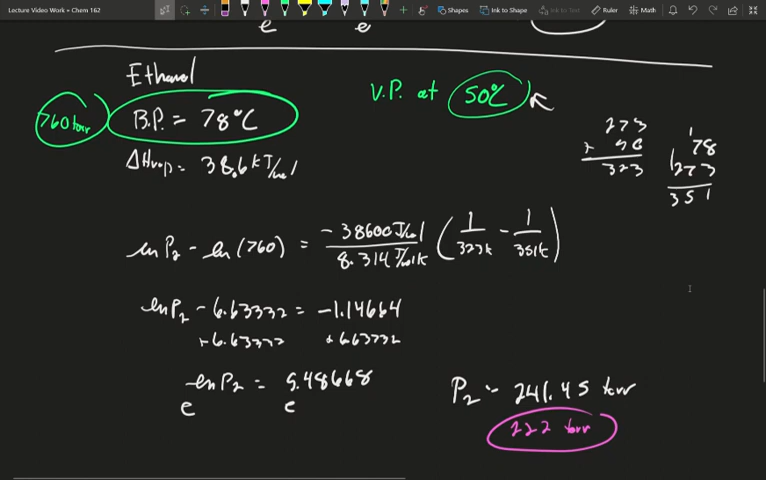 Lecture Video Work • Chem 162
Shapes
Ink to Shape
Ink to Text
Ruler
Math
e e
Ethanol
V.P. at 50°C
760 torr
B.P. = 78°C
ΔHvap = 38.6 kJ/mol
273
+ 50
323
1
78
273
351
ln P2 - ln(760) = -38600 J/mol / 8.314 J/mol K ( 1/323K - 1/351K )
ln P2 - 6.63332 = -1.14664
+6.63332 +6.63332
ln P2 = 5.48668
e e
P2 = 241.45 torr
222 torr